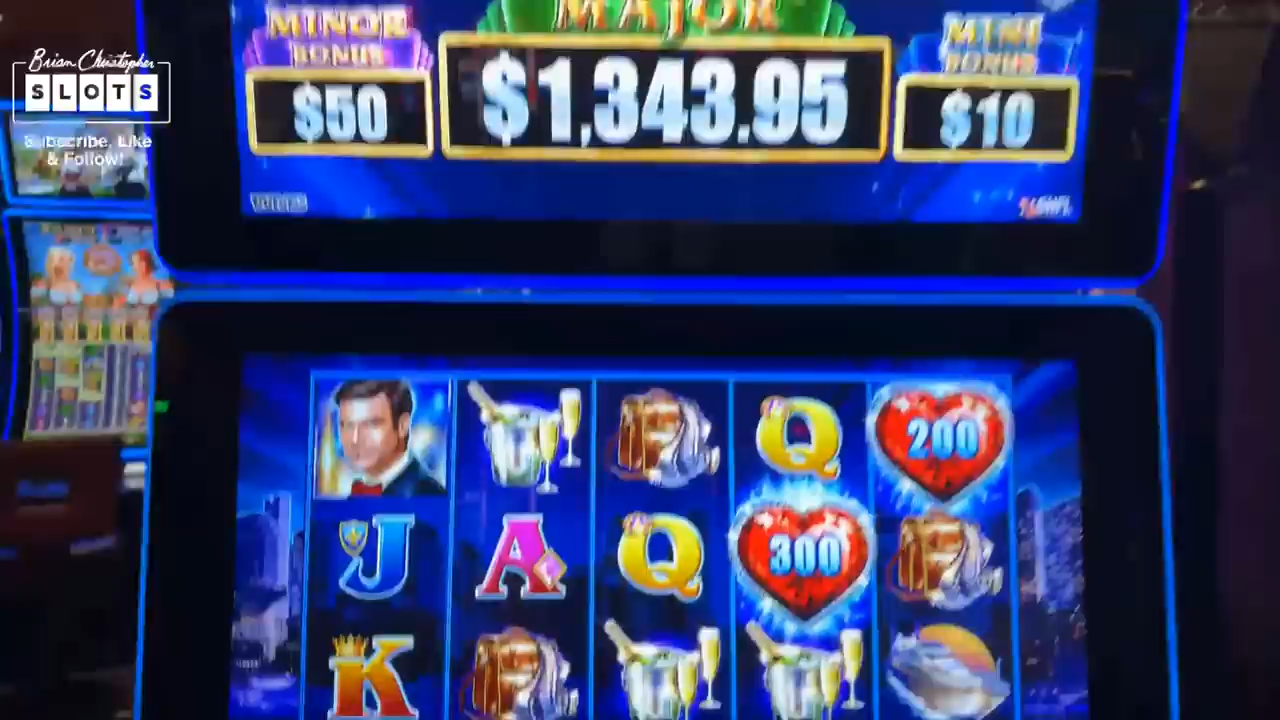 Brian Christopher
SLOTS
Subscribe, Like
& Follow!
MINOR
BONUS
$50
MAJOR
$1,343.95
MINI
BONUS
$10
Q
200
J
A
Q
300
K